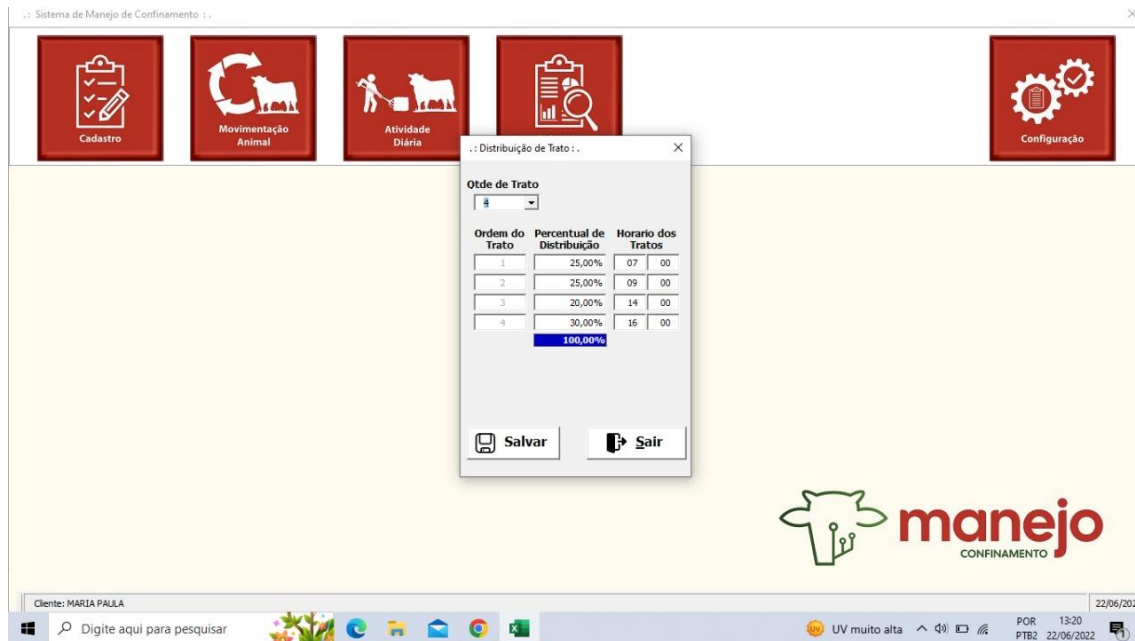 .: Sistema de Manejo de Confinamento :.
Cadastro
Movimentação
Animal
Atividade
Diária
Configuração
.: Distribuição de Trato :.
Qtde de Trato
4
Ordem do Trato Percentual de Distribuição Horario dos Tratos
1 25,00% 07 00
2 25,00% 09 00
3 20,00% 14 00
4 30,00% 16 00
100,00%
Salvar Sair
manejo
CONFINAMENTO
Cliente: MARIA PAULA 22/06/202
Digite aqui para pesquisar
UV muito alta
POR 13:20
PTB2 22/06/2022